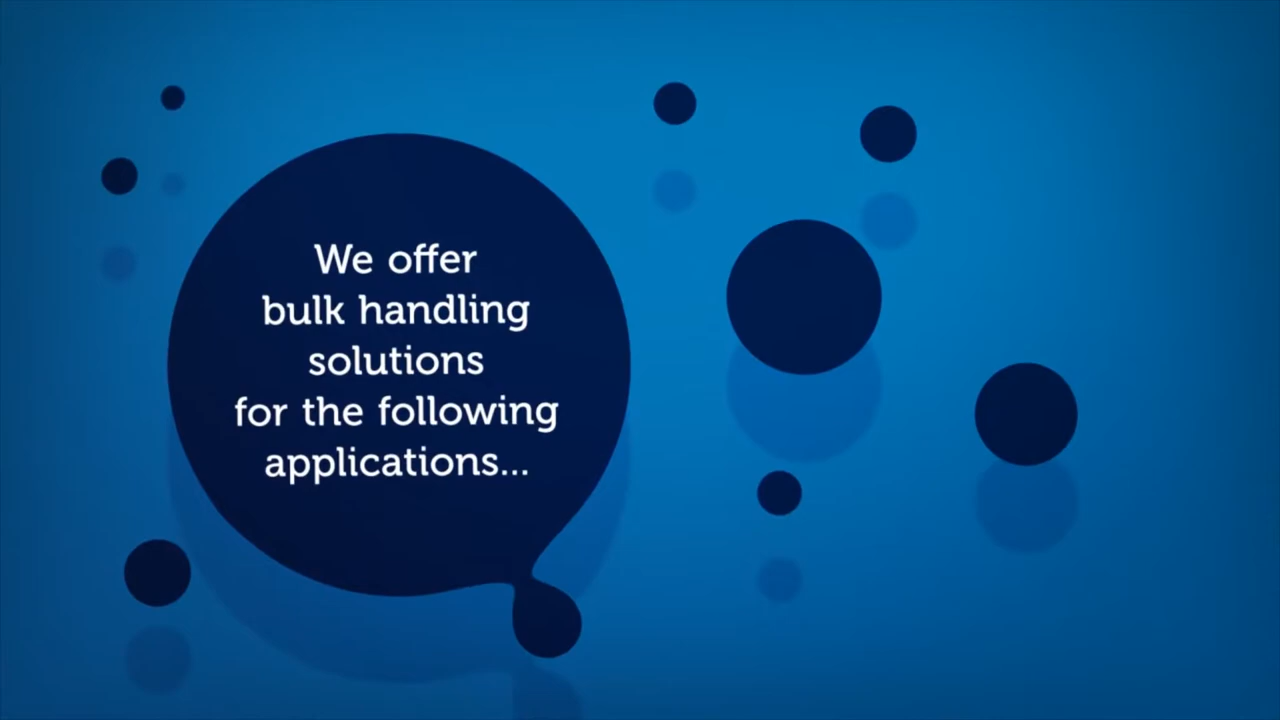 We offer
bulk handling
solutions
for the following
applications...